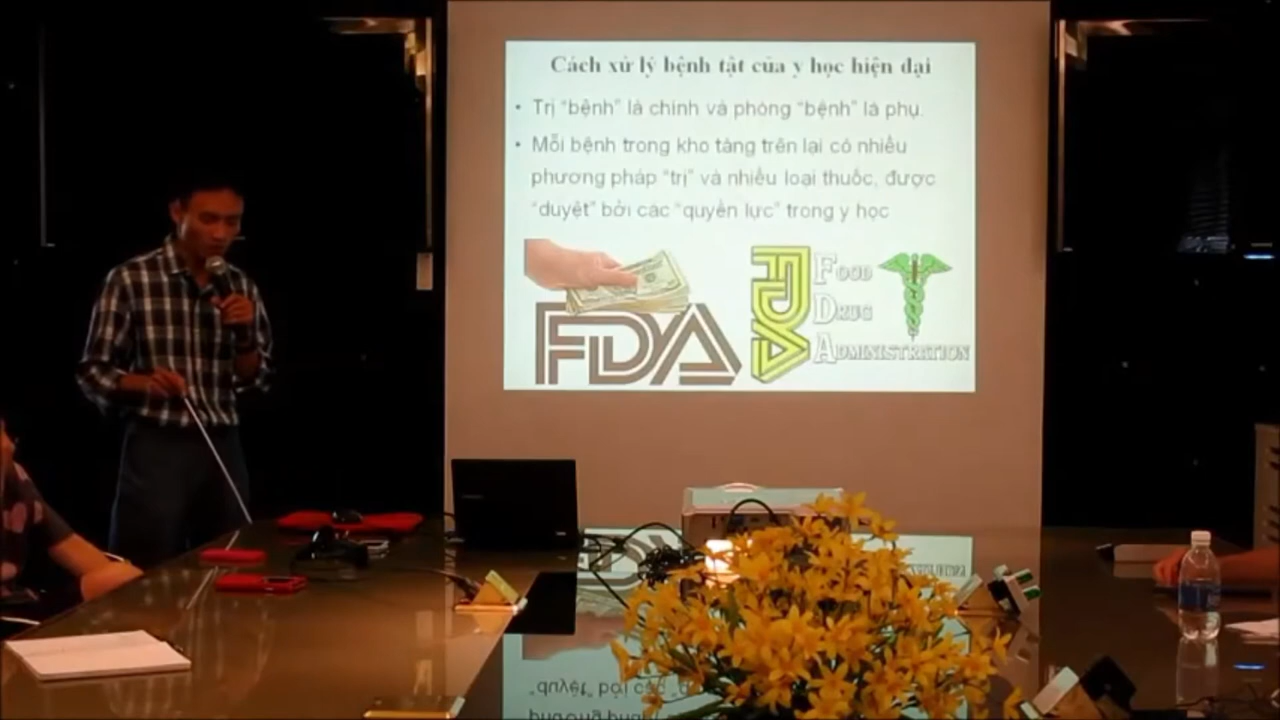 Cách xử lý bệnh tật của y học hiện đại
• Trị “bệnh” là chính và phòng “bệnh” là phụ.
• Mỗi bệnh trong kho tàng trên lại có nhiều
phương pháp “trị” và nhiều loại thuốc, được
“duyệt” bởi các “quyền lực” trong y học
FDA
FDA
FOOD
DRUG
ADMINISTRATION